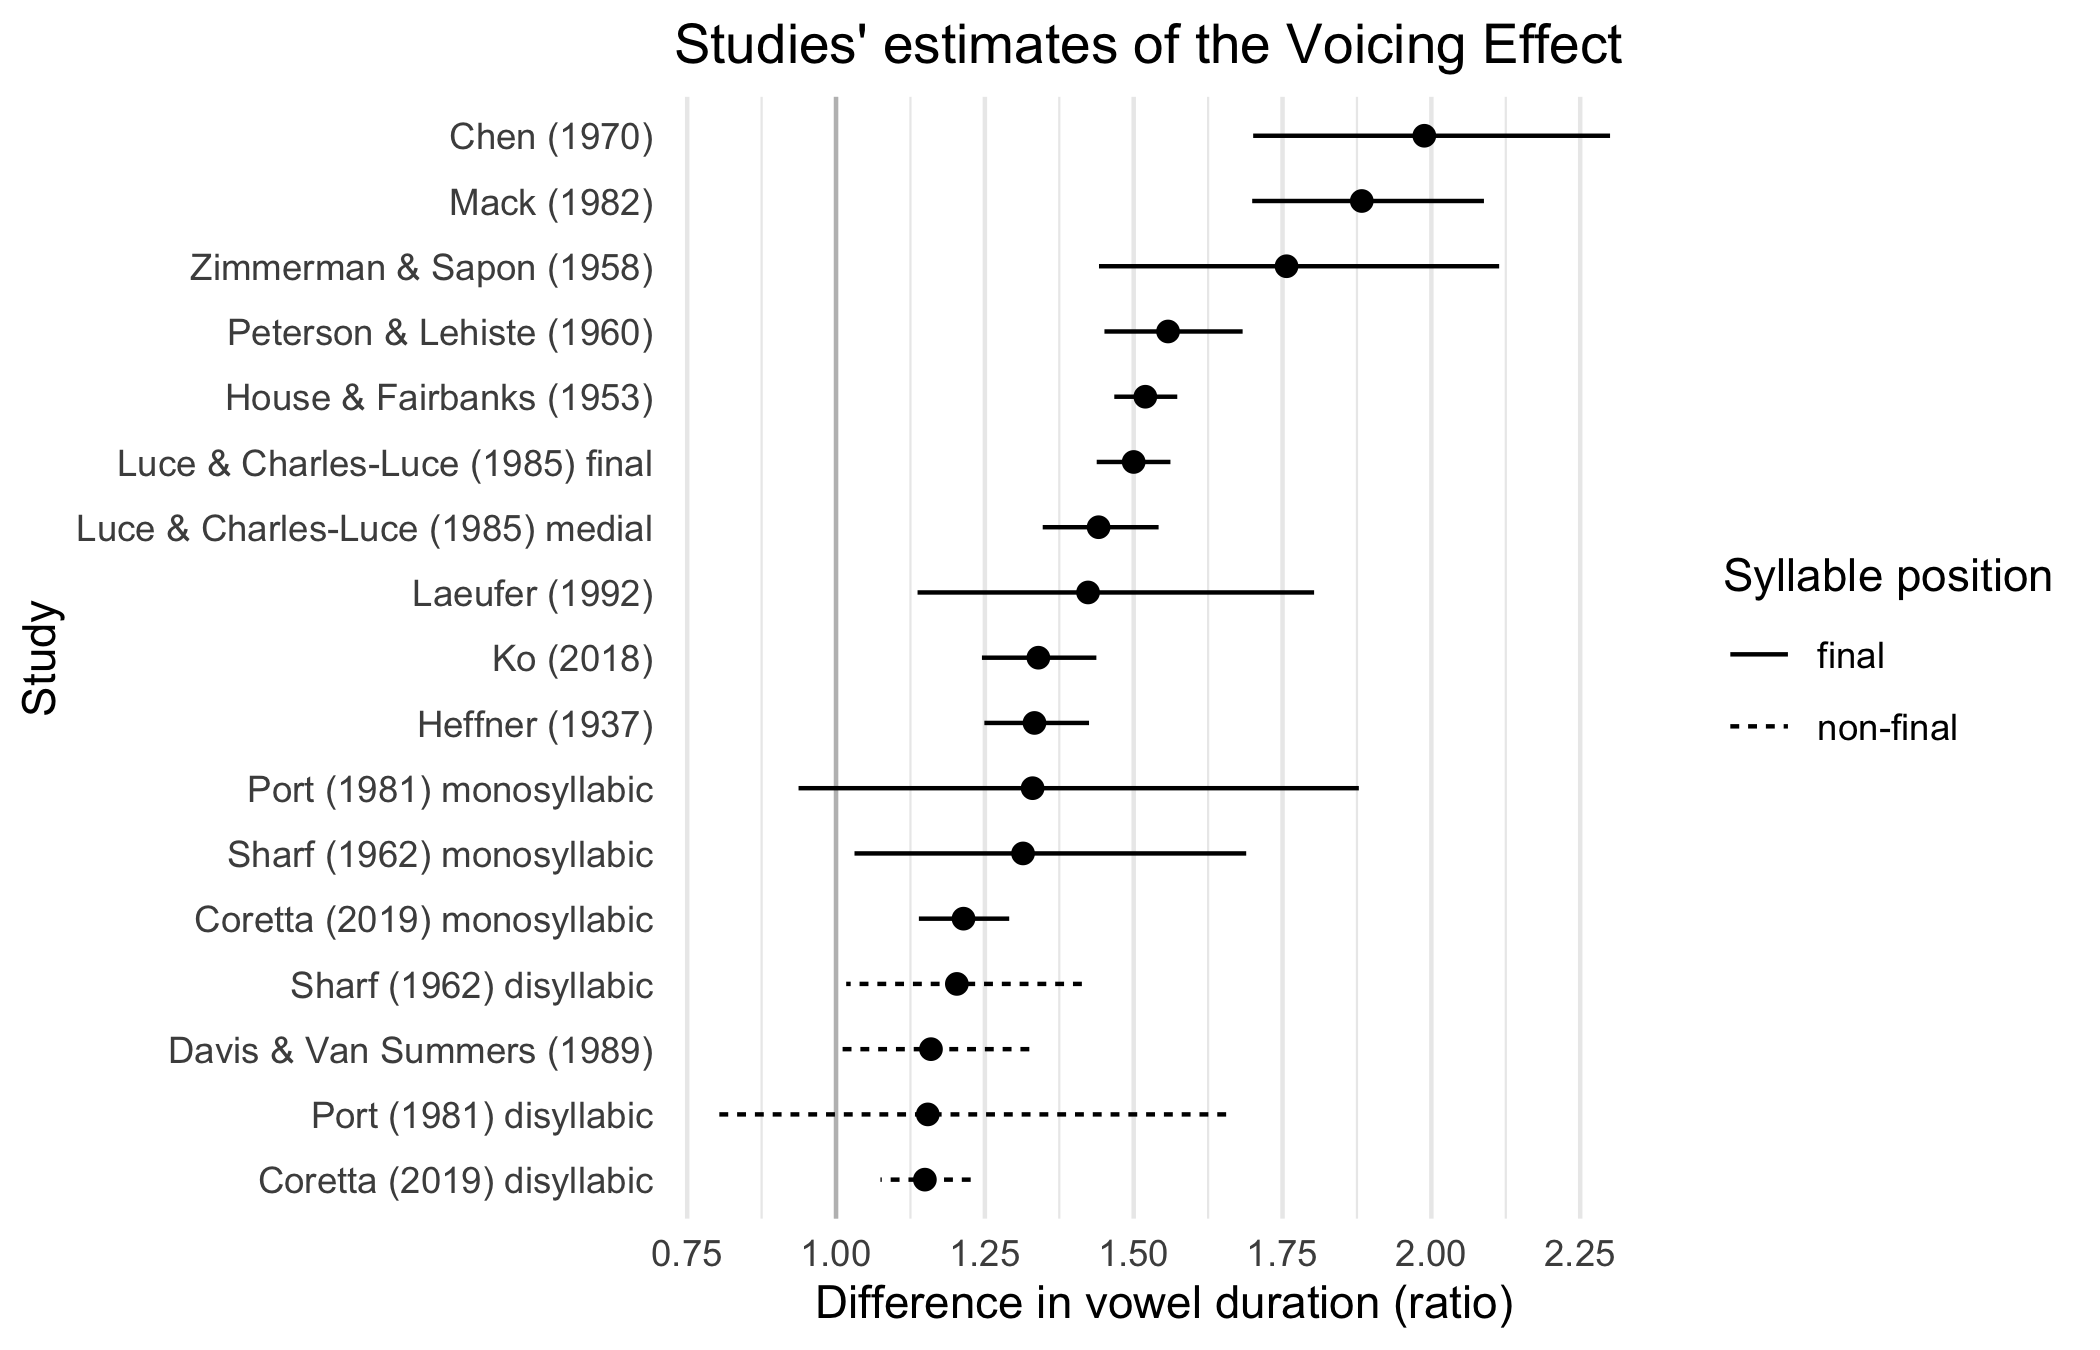 Studies' estimates of the Voicing Effect
Chen (1970)
Mack (1982)
Zimmerman & Sapon (1958)
Peterson & Lehiste (1960)
House & Fairbanks (1953)
Luce & Charles-Luce (1985) final
Luce & Charles-Luce (1985) medial
Laeufer (1992)
Ko (2018)
Heffner (1937)
Port (1981) monosyllabic
Sharf (1962) monosyllabic
Coretta (2019) monosyllabic
Sharf (1962) disyllabic
Davis & Van Summers (1989)
Port (1981) disyllabic
Coretta (2019) disyllabic
Study
0.75 1.00 1.25 1.50 1.75 2.00 2.25
Difference in vowel duration (ratio)
Syllable position
final
non-final